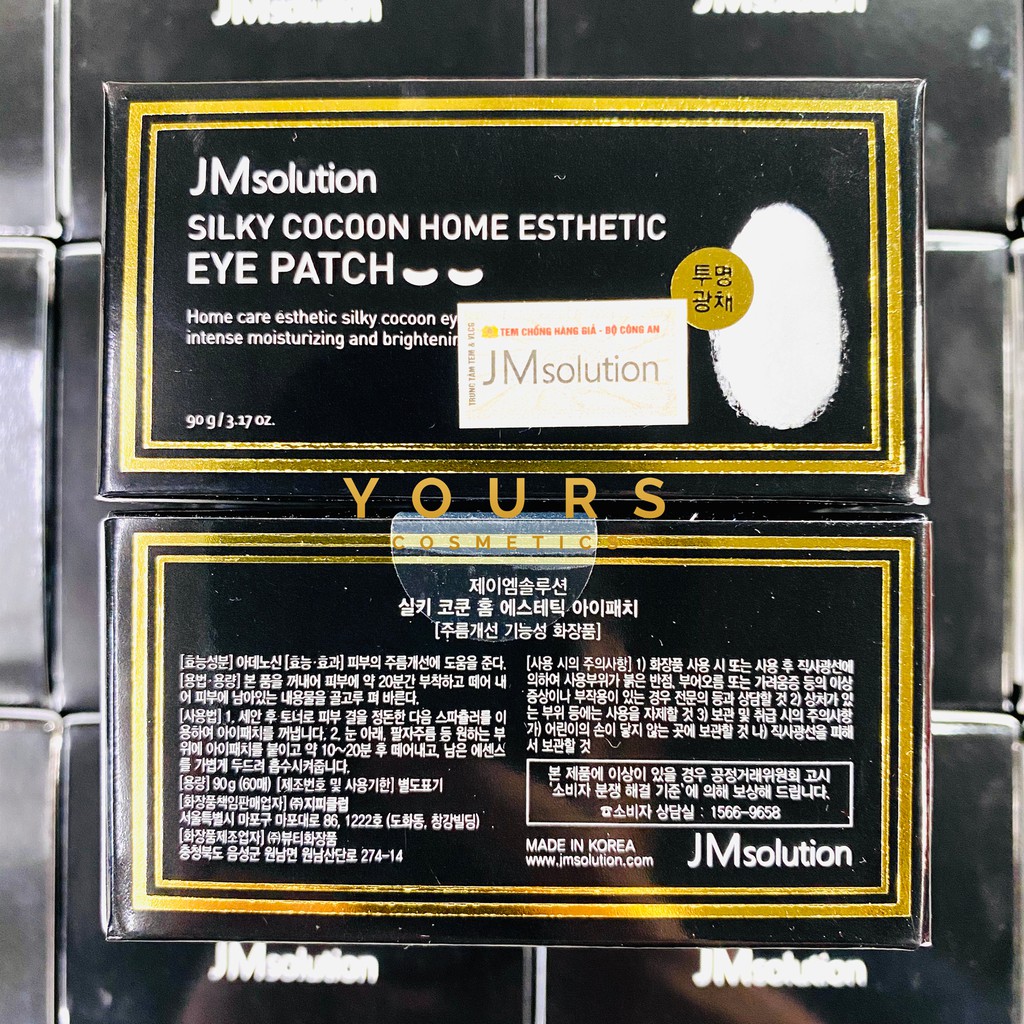 JMsolution
JMsolution
JMsolution
SILKY COCOON HOME ESTHETIC
EYE PATCH
Home care esthetic silky cocoon ey
intense moisturizing and brightenin
90 g / 3.17 oz.
투명
광채
TEM CHỐNG HÀNG GIẢ - BỘ CÔNG AN
TRUNG TÂM TEM & VLCG
JMsolution
YOURS
COSMETICS
제이엠솔루션
실키 코쿤 홈 에스테틱 아이패치
[주름개선 기능성 화장품]
[효능성분] 아데노신 [효능·효과] 피부의 주름개선에 도움을 준다.
[용법·용량] 본 품을 꺼내어 피부에 약 20분간 부착하고 떼어 내
어 피부에 남아있는 내용물을 골고루 펴 바른다.
[사용법] 1. 세안 후 토너로 피부 결을 정돈한 다음 스파츌러를 이
용하여 아이패치를 꺼냅니다. 2. 눈 아래, 팔자주름 등 원하는 부
위에 아이패치를 붙이고 약 10~20분 후 떼어내고, 남은 에센스
를 가볍게 두드려 흡수시켜줍니다.
[용량] 90g (60매) [제조번호 및 사용기한] 별도표기
[화장품책임판매업자] ㈜지피클럽
서울특별시 마포구 마포대로 86, 1222호 (도화동, 창강빌딩)
[화장품제조업자] ㈜뷰티화장품
충청북도 음성군 원남면 원남산단로 274-14
[사용 시의 주의사항] 1) 화장품 사용 시 또는 사용 후 직사광선에
의하여 사용부위가 붉은 반점, 부어오름 또는 가려움증 등의 이상
증상이나 부작용이 있는 경우 전문의 등과 상담할 것 2) 상처가 있
는 부위 등에는 사용을 자제할 것 3) 보관 및 취급 시의 주의사항
가) 어린이의 손이 닿지 않는 곳에 보관할 것 나) 직사광선을 피해
서 보관할 것
본 제품에 이상이 있을 경우 공정거래위원회 고시
'소비자 분쟁 해결 기준'에 의해 보상해 드립니다.
☎소비자 상담실 : 1566-9658
MADE IN KOREA
www.jmsolution.com
JMsolution
JMsolution
JMsolution